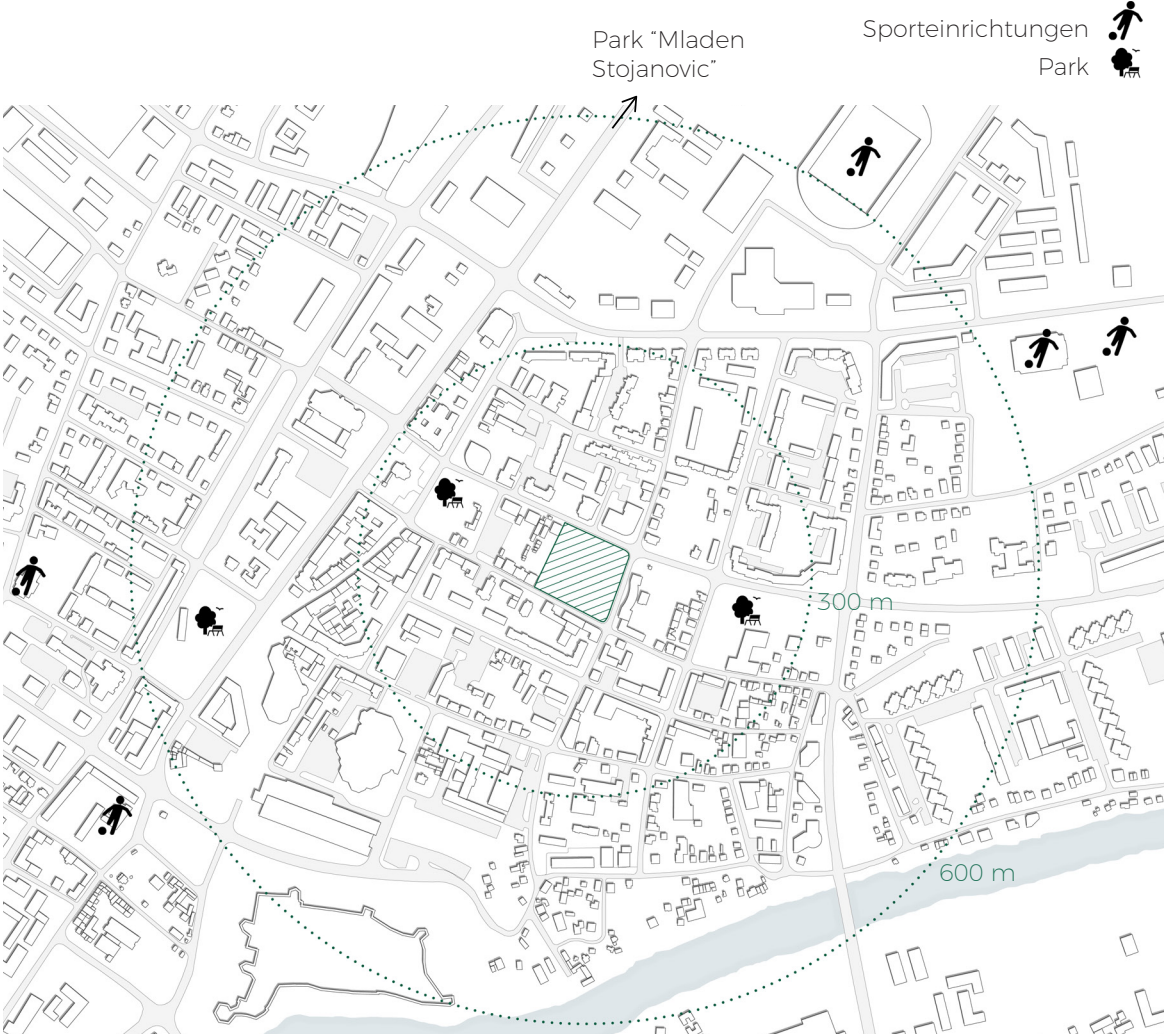 Sporteinrichtungen
Park “Mladen
Stojanovic”
Park
300 m
600 m